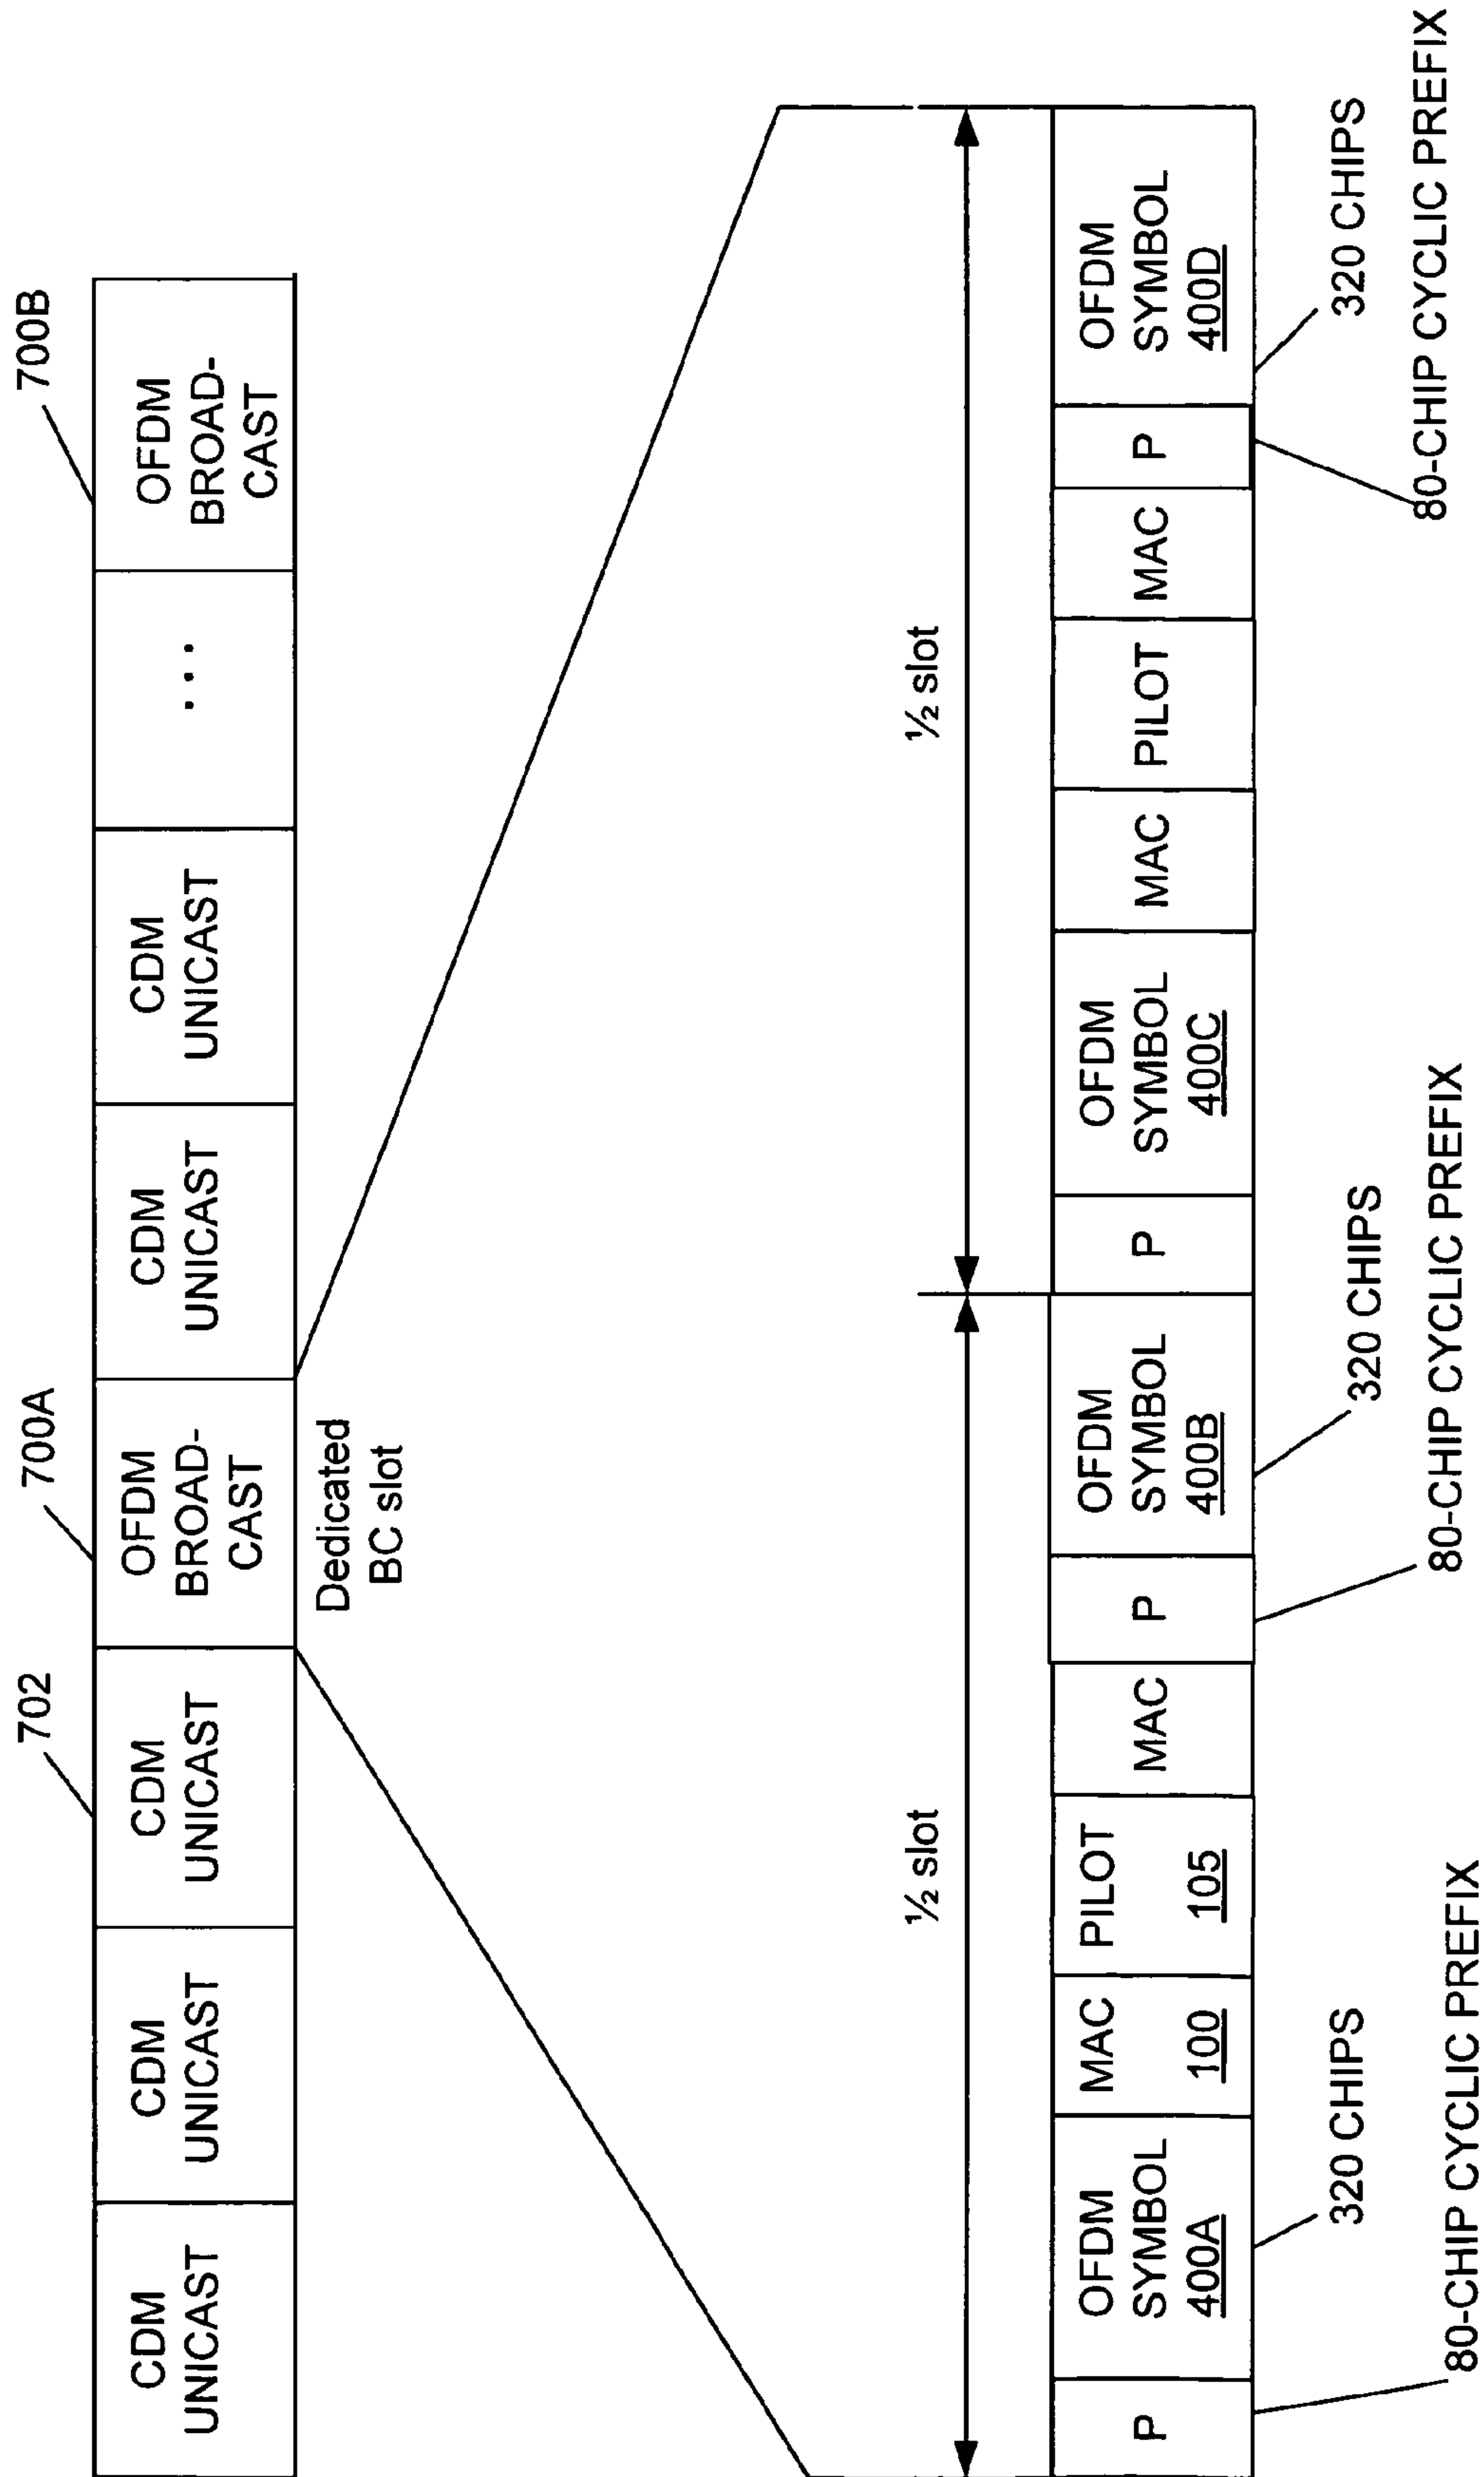 702
700A
700B
CDM
UNICAST
CDM
UNICAST
CDM
UNICAST
OFDM
BROAD-
CAST
CDM
UNICAST
CDM
UNICAST
...
OFDM
BROAD-
CAST
Dedicated
BC slot
½ slot
½ slot
P
OFDM
SYMBOL
400A
MAC
100
PILOT
105
MAC
P
OFDM
SYMBOL
400B
P
OFDM
SYMBOL
400C
MAC
PILOT
MAC
P
OFDM
SYMBOL
400D
320 CHIPS
320 CHIPS
320 CHIPS
80-CHIP CYCLIC PREFIX
80-CHIP CYCLIC PREFIX
80-CHIP CYCLIC PREFIX